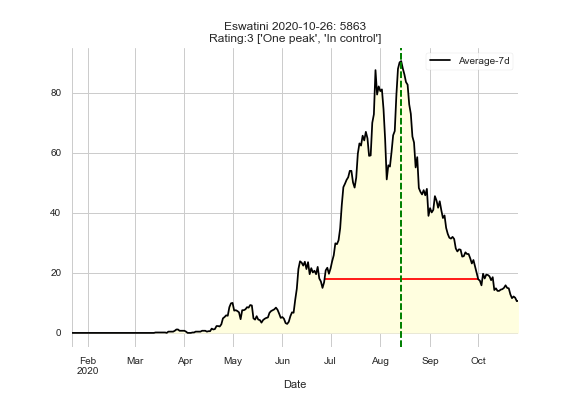 Eswatini 2020-10-26: 5863
Rating:3 ['One peak', 'In control']
Average-7d
80
60
40
20
0
Feb Mar Apr May Jun Jul Aug Sep Oct
2020
Date